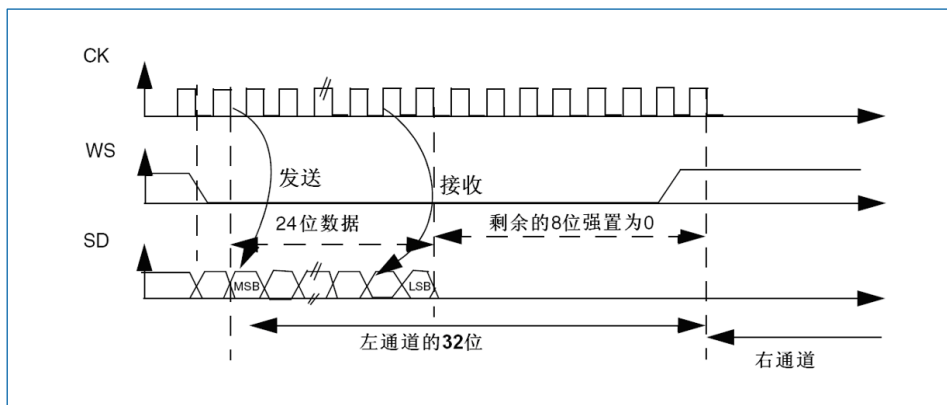 CK
WS
发送
接收
24位数据
剩余的8位强置为0
SD
MSB
LSB
左通道的32位
右通道